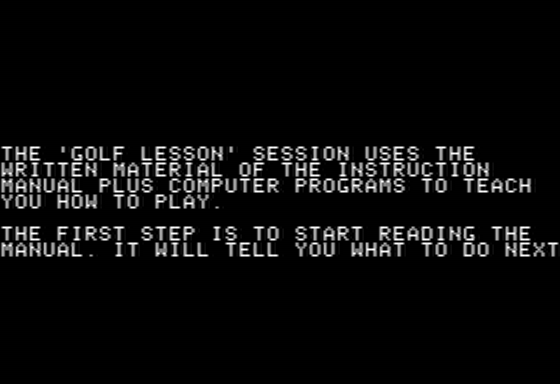 THE 'GOLF LESSON' SESSION USES THE
WRITTEN MATERIAL OF THE INSTRUCTION
MANUAL PLUS COMPUTER PROGRAMS TO TEACH
YOU HOW TO PLAY.
THE FIRST STEP IS TO START READING THE
MANUAL. IT WILL TELL YOU WHAT TO DO NEXT